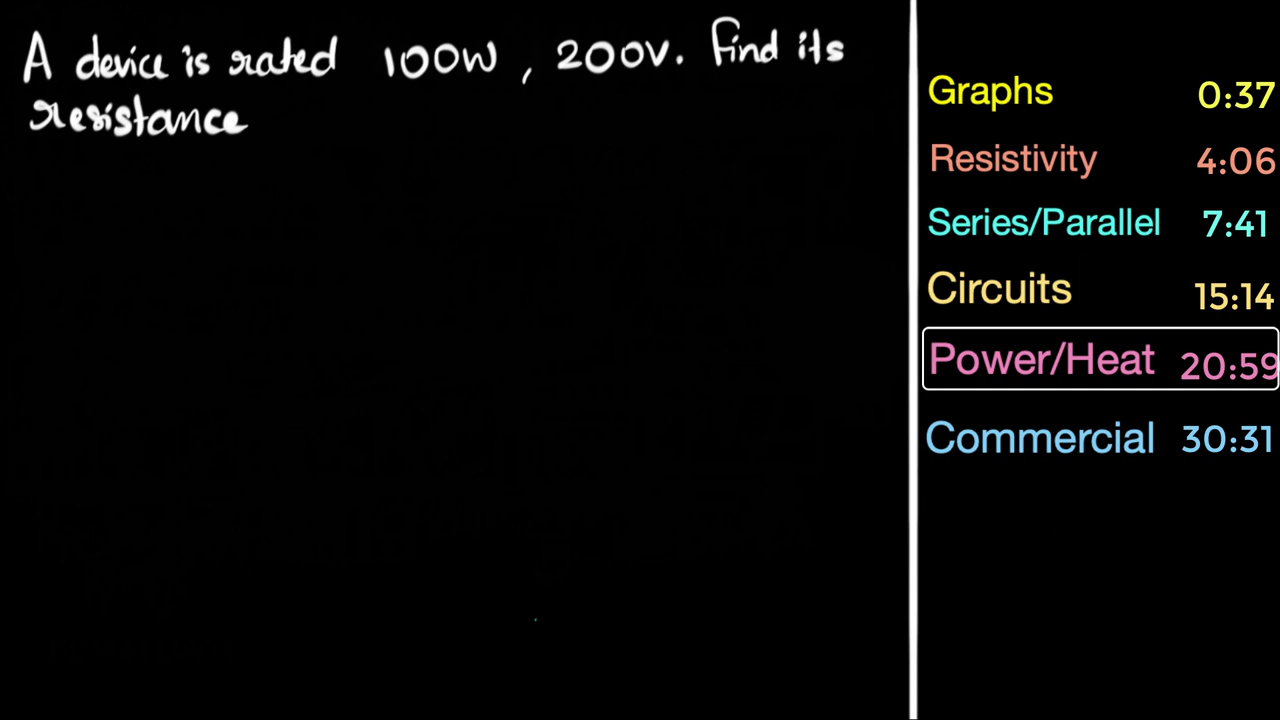 A device is rated 100W, 200V. Find its
resistance
Graphs 0:37
Resistivity 4:06
Series/Parallel 7:41
Circuits 15:14
Power/Heat 20:59
Commercial 30:31